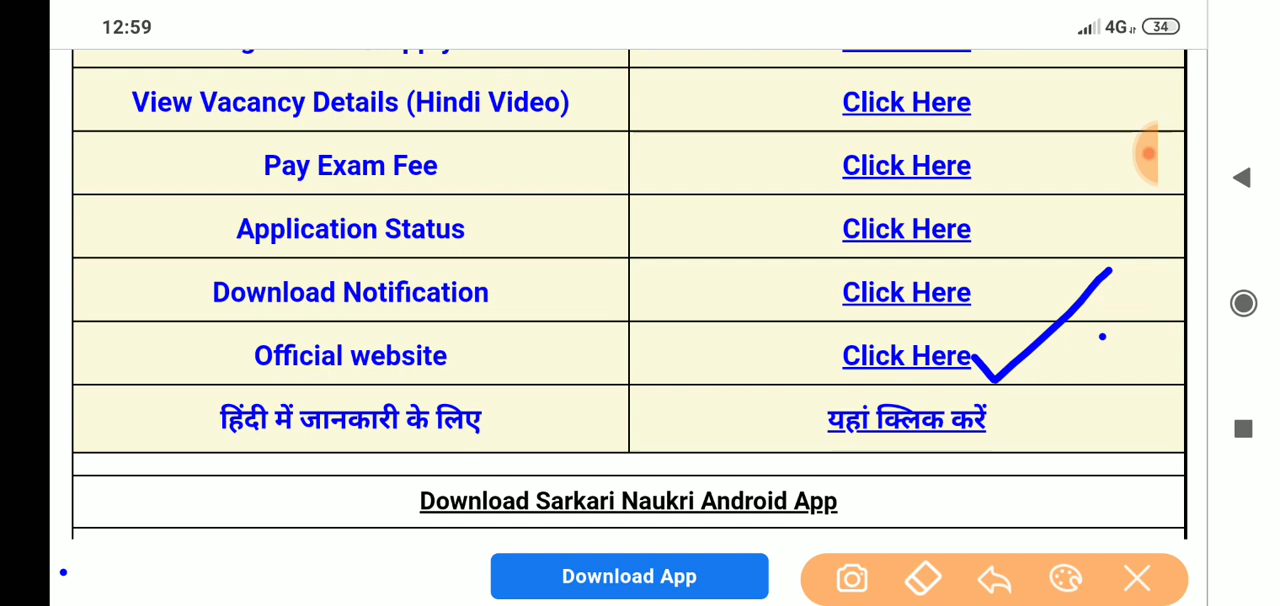 12:59 4G 34
View Vacancy Details (Hindi Video) Click Here
Pay Exam Fee Click Here
Application Status Click Here
Download Notification Click Here
Official website Click Here
हिंदी में जानकारी के लिए यहां क्लिक करें
Download Sarkari Naukri Android App
Download App